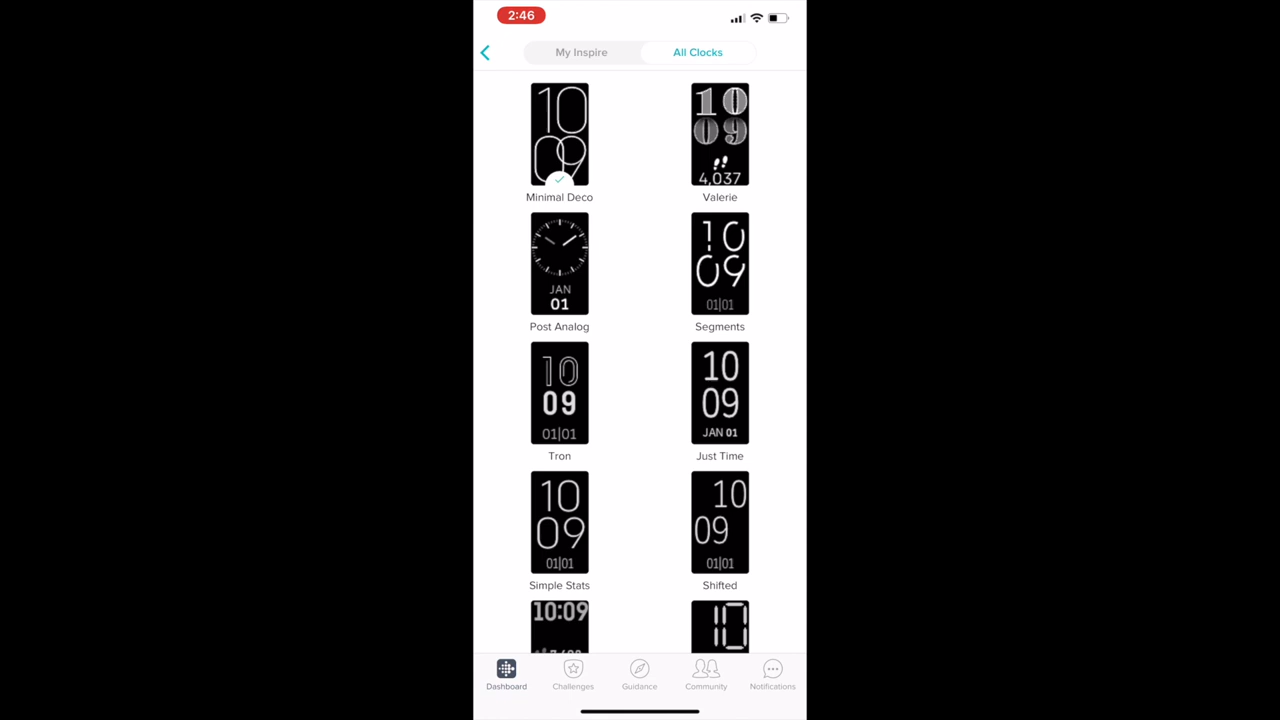 2:46
My Inspire All Clocks
10 10
09 09
4,037
Minimal Deco Valerie
10
09
JAN
01 01|01
Post Analog Segments
10 10
09 09
01|01 JAN 01
Tron Just Time
10 10
09 09
01|01 01|01
Simple Stats Shifted
10:09 10
Dashboard Challenges Guidance Community Notifications